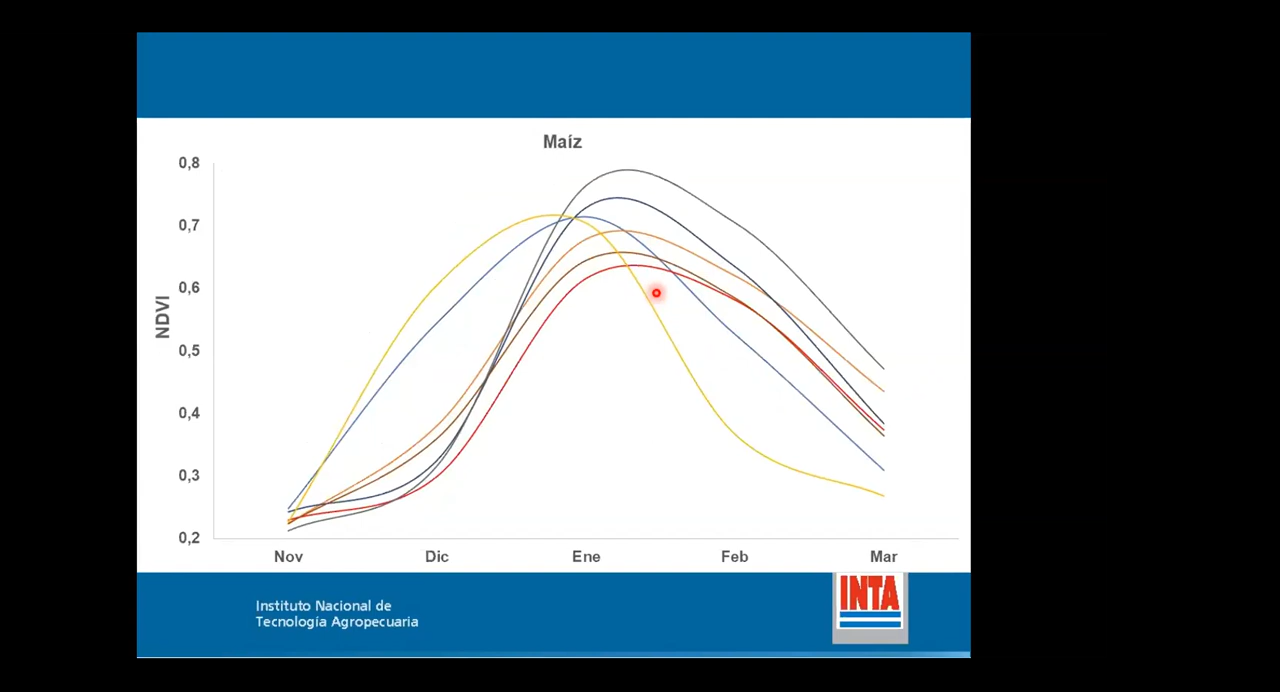 Maíz
0,8
0,7
0,6
0,5
0,4
0,3
0,2
NDVI
Nov Dic Ene Feb Mar
Instituto Nacional de
Tecnología Agropecuaria
INTA